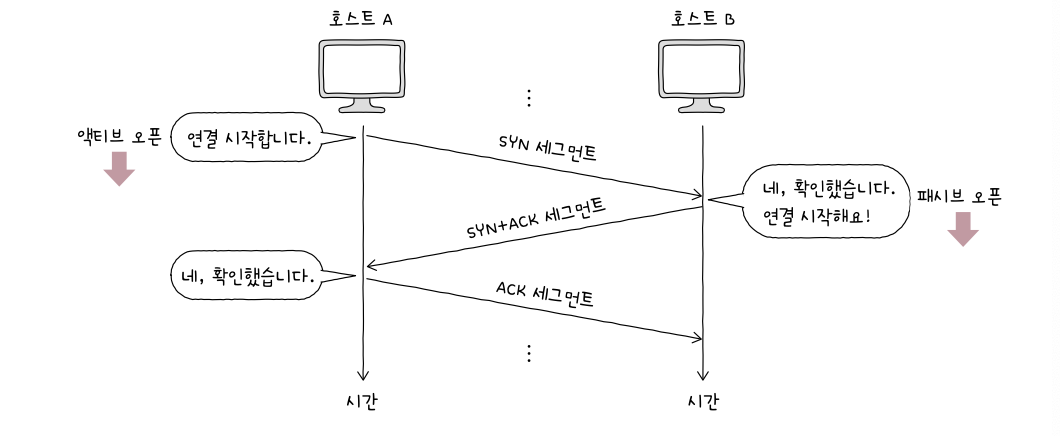 호스트 A
호스트 B
액티브 오픈
연결 시작합니다.
SYN 세그먼트
네, 확인했습니다.
연결 시작해요!
패시브 오픈
SYN+ACK 세그먼트
네, 확인했습니다.
ACK 세그먼트
시간
시간